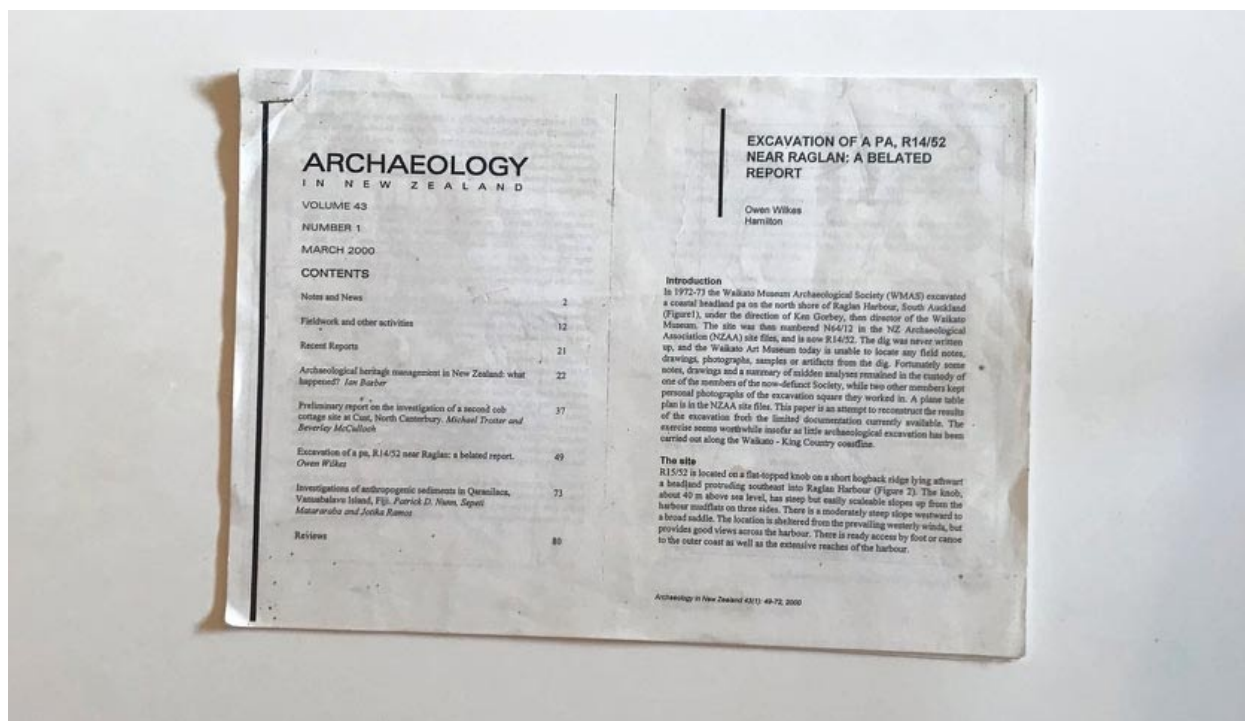 ARCHAEOLOGY
IN NEW ZEALAND
VOLUME 43
NUMBER 1
MARCH 2000
CONTENTS
Notes and News 2
Fieldwork and other activities 12
Recent Reports 21
Archaeological heritage management in New Zealand: what 22
happened? Ian Barber
Preliminary report on the investigation of a second cob 37
cottage site at Cust, North Canterbury. Michael Trotter and
Beverley McCulloch
Excavation of a pa, R14/52 near Raglan: a belated report. 49
Owen Wilkes
Investigations of anthropogenic sediments in Qaranilaca, 73
Vanuabalavu Island, Fiji. Patrick D. Nunn, Sepeti
Matararaba and Jotika Ramos
Reviews 80
EXCAVATION OF A PA, R14/52
NEAR RAGLAN: A BELATED
REPORT
Owen Wilkes
Hamilton
Introduction
In 1972-73 the Waikato Museum Archaeological Society (WMAS) excavated
a coastal headland pa on the north shore of Raglan Harbour, South Auckland
(Figure1), under the direction of Ken Gorbey, then director of the Waikato
Museum. The site was then numbered N64/12 in the NZ Archaeological
Association (NZAA) site files, and is now R14/52. The dig was never written
up, and the Waikato Art Museum today is unable to locate any field notes,
drawings, photographs, samples or artifacts from the dig. Fortunately some
notes, drawings and a summary of midden analyses remained in the custody of
one of the members of the now-defunct Society, while two other members kept
personal photographs of the excavation square they worked in. A plane table
plan is in the NZAA site files. This paper is an attempt to reconstruct the results
of the excavation from the limited documentation currently available. The
exercise seems worthwhile insofar as little archaeological excavation has been
carried out along the Waikato - King Country coastline.
The site
R15/52 is located on a flat-topped knob on a short hogback ridge lying athwart
a headland protruding southeast into Raglan Harbour (Figure 2). The knob,
about 40 m above sea level, has steep but easily scaleable slopes up from the
harbour mudflats on three sides. There is a moderately steep slope westward to
a broad saddle. The location is sheltered from the prevailing westerly winds, but
provides good views across the harbour. There is ready access by foot or canoe
to the outer coast as well as the extensive reaches of the harbour.
Archaeology in New Zealand 43(1): 49-72, 2000